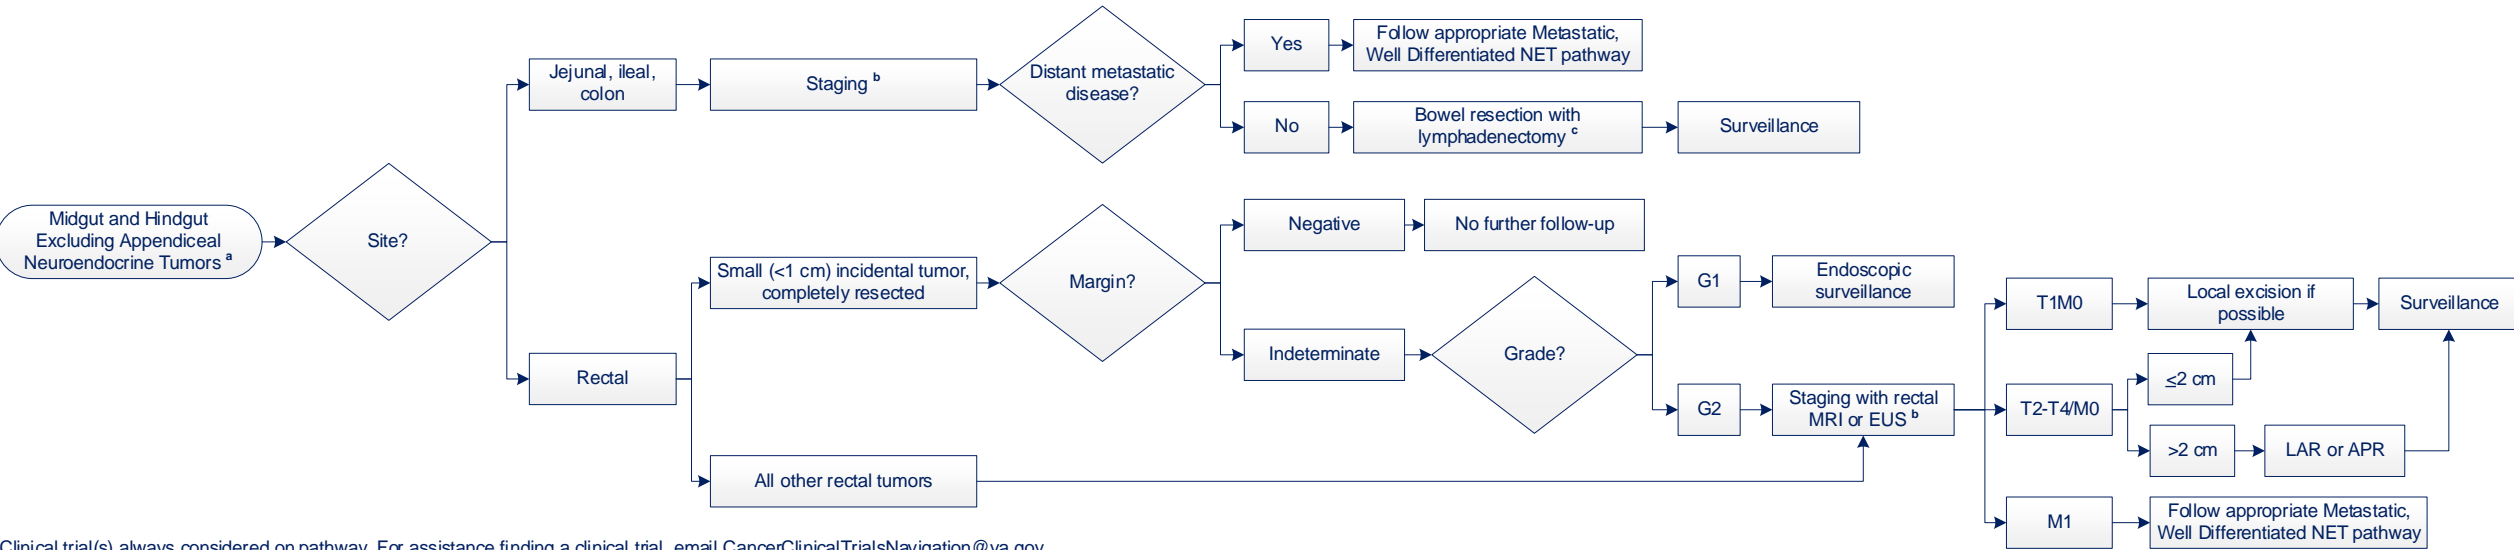 Midgut and Hindgut
Excluding Appendiceal
Neuroendocrine Tumors a
Site?
Jejunal, ileal,
colon
Staging b
Distant metastatic
disease?
Yes
Follow appropriate Metastatic,
Well Differentiated NET pathway
No
Bowel resection with
lymphadenectomy c
Surveillance
Rectal
Small (<1 cm) incidental tumor,
completely resected
Margin?
Negative
No further follow-up
Indeterminate
Grade?
G1
Endoscopic
surveillance
G2
Staging with rectal
MRI or EUS b
All other rectal tumors
T1M0
Local excision if
possible
Surveillance
T2-T4/M0
≤2 cm
>2 cm
LAR or APR
M1
Follow appropriate Metastatic,
Well Differentiated NET pathway
Clinical trial(s) always considered on pathway. For assistance finding a clinical trial, email CancerClinicalTrialsNavigation@va.gov